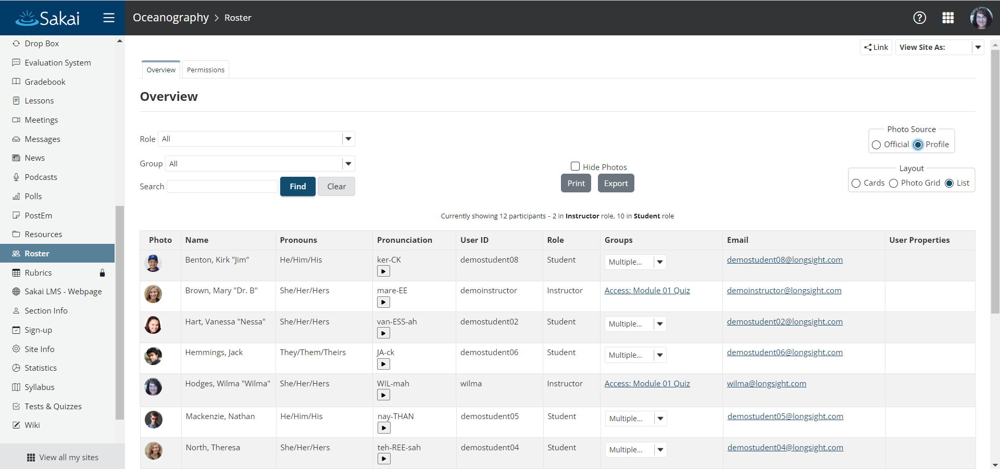 Sakai
Oceanography > Roster
Drop Box
Evaluation System
Gradebook
Lessons
Meetings
Messages
News
Podcasts
Polls
PostEm
Resources
Roster
Rubrics
Sakai LMS - Webpage
Section Info
Sign-up
Site Info
Statistics
Syllabus
Tests & Quizzes
Wiki
View all my sites
Link View Site As:
Overview Permissions
Overview
Role All
Group All
Search Find Clear
Hide Photos
Print Export
Photo Source
Official Profile
Layout
Cards Photo Grid List
Currently showing 12 participants - 2 in Instructor role, 10 in Student role
Photo Name Pronouns Pronunciation User ID Role Groups Email User Properties
Benton, Kirk "Jim" He/Him/His ker-CK demostudent08 Student Multiple... demostudent08@longsight.com
Brown, Mary "Dr. B" She/Her/Hers mare-EE demoinstructor Instructor Access: Module 01 Quiz demoinstructor@longsight.com
Hart, Vanessa "Nessa" She/Her/Hers van-ESS-ah demostudent02 Student Multiple... demostudent02@longsight.com
Hemmings, Jack They/Them/Theirs JA-ck demostudent06 Student Multiple... demostudent06@longsight.com
Hodges, Wilma "Wilma" She/Her/Hers WIL-mah wilma Instructor Access: Module 01 Quiz wilma@longsight.com
Mackenzie, Nathan He/Him/His nay-THAN demostudent05 Student Multiple... demostudent05@longsight.com
North, Theresa She/Her/Hers teh-REE-sah demostudent04 Student Multiple... demostudent04@longsight.com